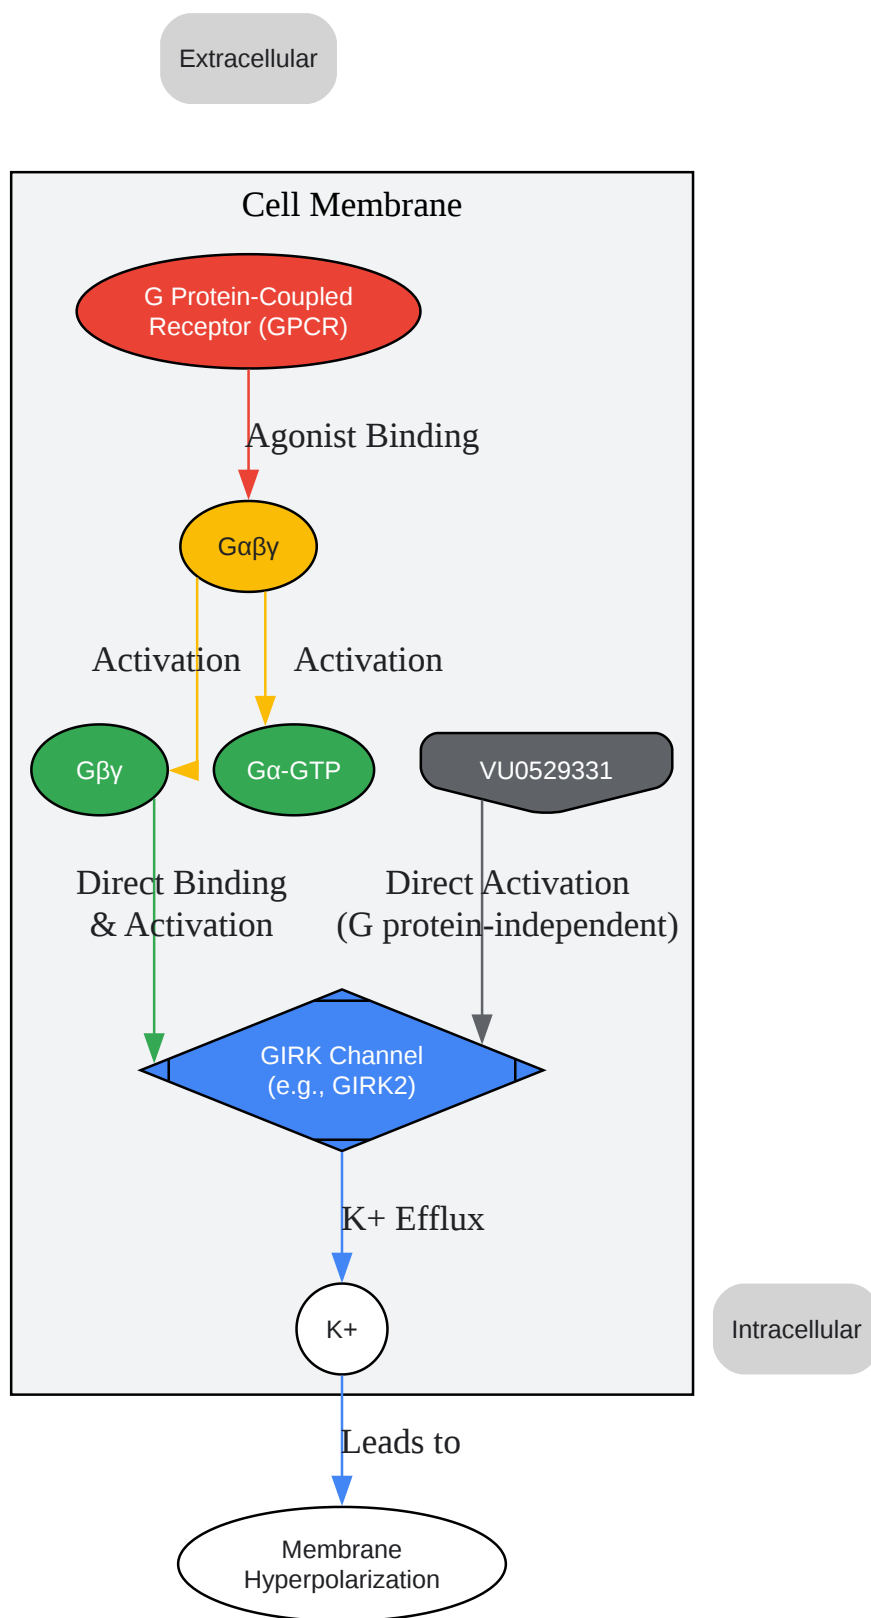 Extracellular
Cell Membrane
G Protein-Coupled
Receptor (GPCR)
Agonist Binding
Gαβγ
Activation
Activation
Gβγ
Gα-GTP
VU0529331
Direct Binding
& Activation
Direct Activation
(G protein-independent)
GIRK Channel
(e.g., GIRK2)
K+ Efflux
K+
Intracellular
Leads to
Membrane
Hyperpolarization